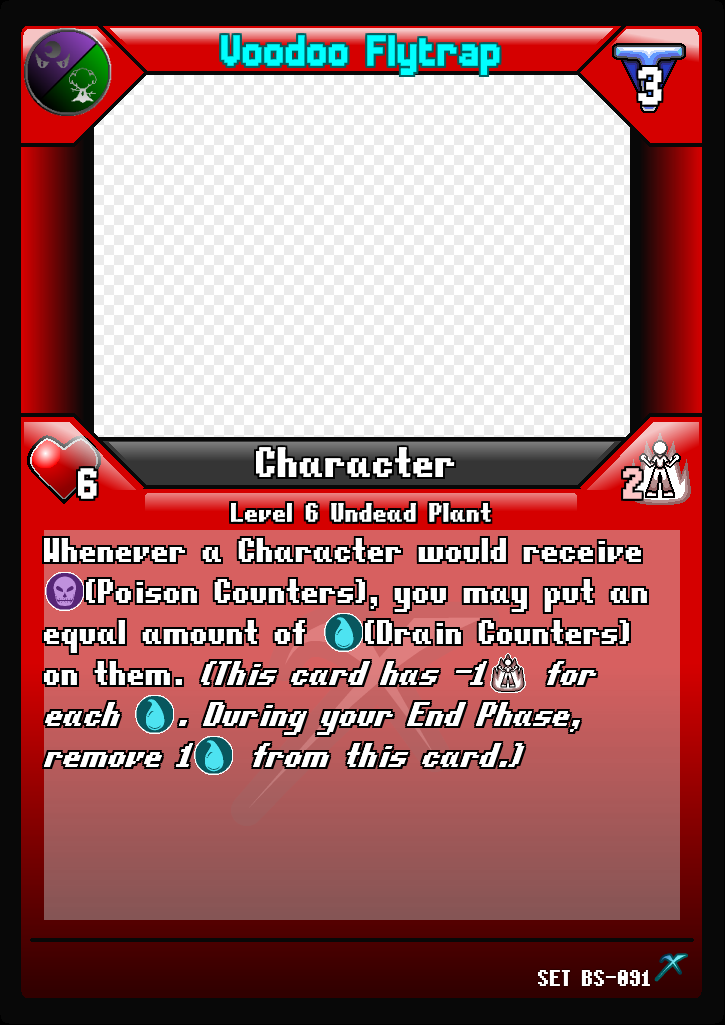 Voodoo Flytrap
3
Character
6
2
Level 6 Undead Plant
Whenever a Character would receive
(Poison Counters), you may put an
equal amount of (Drain Counters)
on them. (This card has -1 for
each . During your End Phase,
remove 1 from this card.)
SET BS-091